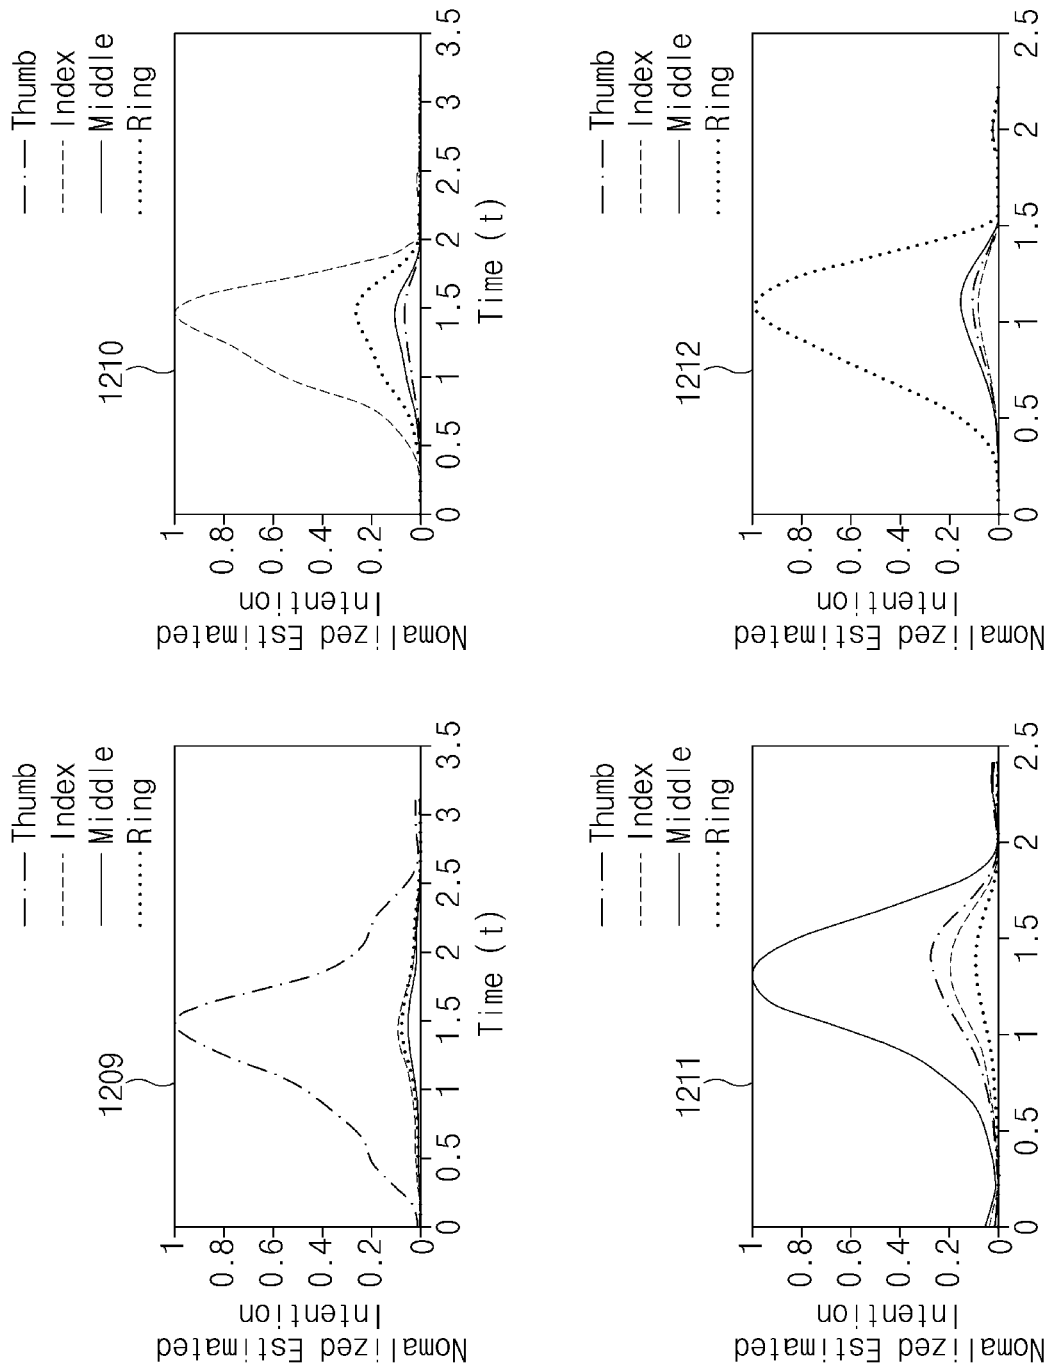 Thumb
Index
Middle
Ring
1209
Nomalized Estimated
Intention
1
0.8
0.6
0.4
0.2
0
0 0.5 1 1.5 2 2.5 3 3.5
Time (t)
Thumb
Index
Middle
Ring
1210
Nomalized Estimated
Intention
1
0.8
0.6
0.4
0.2
0
0 0.5 1 1.5 2 2.5 3 3.5
Time (t)
Thumb
Index
Middle
Ring
1211
Nomalized Estimated
Intention
1
0.8
0.6
0.4
0.2
0
0 0.5 1 1.5 2 2.5
Thumb
Index
Middle
Ring
1212
Nomalized Estimated
Intention
1
0.8
0.6
0.4
0.2
0
0 0.5 1 1.5 2 2.5